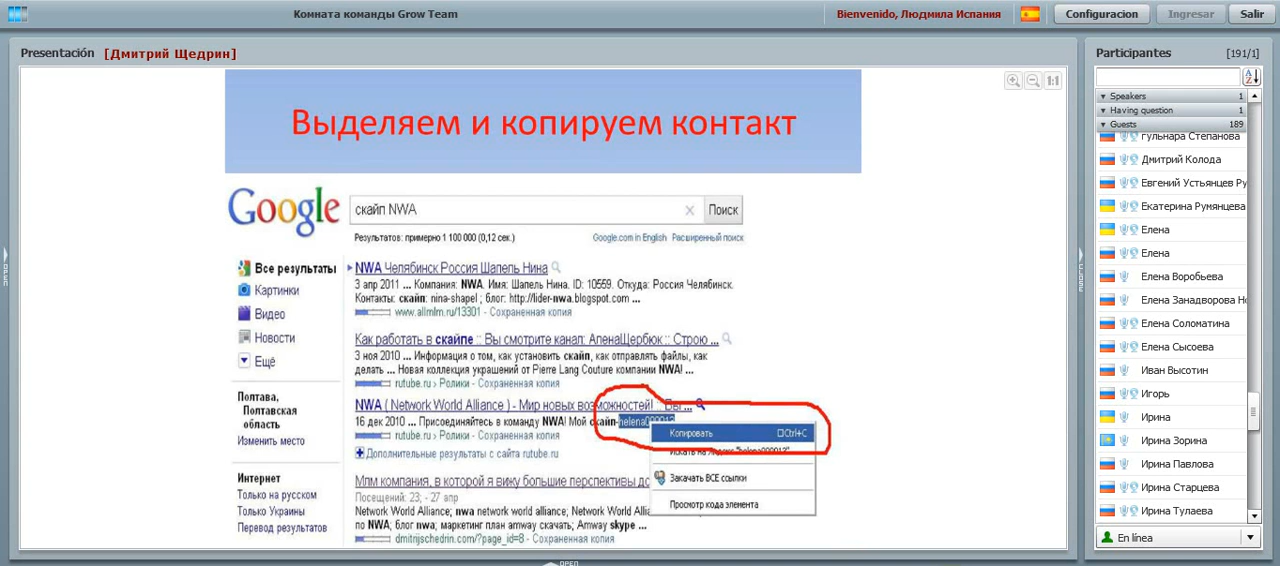 Комната команды Grow Team
Bienvenido, Людмила Испания
Configuracion
Ingresar
Salir
Presentación [Дмитрий Щедрин]
1:1
Выделяем и копируем контакт
Google
скайп NWA
Поиск
Результатов: примерно 1 100 000 (0,12 сек.)
Google.com in English Расширенный поиск
Все результаты
Картинки
Видео
Новости
Ещё
Полтава,
Полтавская
область
Изменить место
Интернет
Только на русском
Только Украины
Перевод результатов
NWA Челябинск Россия Шапель Нина
3 апр 2011 ... Компания: NWA. Имя: Шапель Нина. ID: 10559. Откуда: Россия Челябинск.
Контакты: скайп: nina-shapel ; блог: http://lider-nwa.blogspot.com ...
www.allmlm.ru/13301 - Сохраненная копия
Как работать в скайпе :: Вы смотрите канал: АленаЩербюк :: Строю ...
3 ноя 2010 ... Информация о том, как установить скайп, как отправлять файлы, как
делать ... Новая коллекция украшений от Pierre Lang Couture компании NWA! ...
rutube.ru › Ролики - Сохраненная копия
NWA ( Network World Alliance ) - Мир новых возможностей! :: Вы ...
16 дек 2010 ... Присоединяйтесь в команду NWA! Мой скайп-helena000013
rutube.ru › Ролики - Сохраненная копия
Дополнительные результаты с сайта rutube.ru
Копировать Ctrl+C
Искать на Яндекс "helena000013"
Закачать ВСЕ ссылки
Просмотр кода элемента
Млм компания, в которой я вижу большие перспективы
Посещений: 23; - 27 апр
Network World Alliance; nwa; network world alliance; Network World
по NWA; блог nwa; маркетинг план amway скачать; Amway skype ...
dmitrijschedrin.com/?page_id=8 - Сохраненная копия
Participantes [191/1]
Speakers 1
Having question 1
Guests 189
гульнара Степанова
Дмитрий Колода
Евгений Устьянцев Ру
Екатерина Румянцева
Елена
Елена
Елена Воробьева
Елена Занадворова Но
Елена Соломатина
Елена Сысоева
Иван Высотин
Игорь
Ирина
Ирина Зорина
Ирина Павлова
Ирина Старцева
Ирина Тулаева
En línea
OPEN